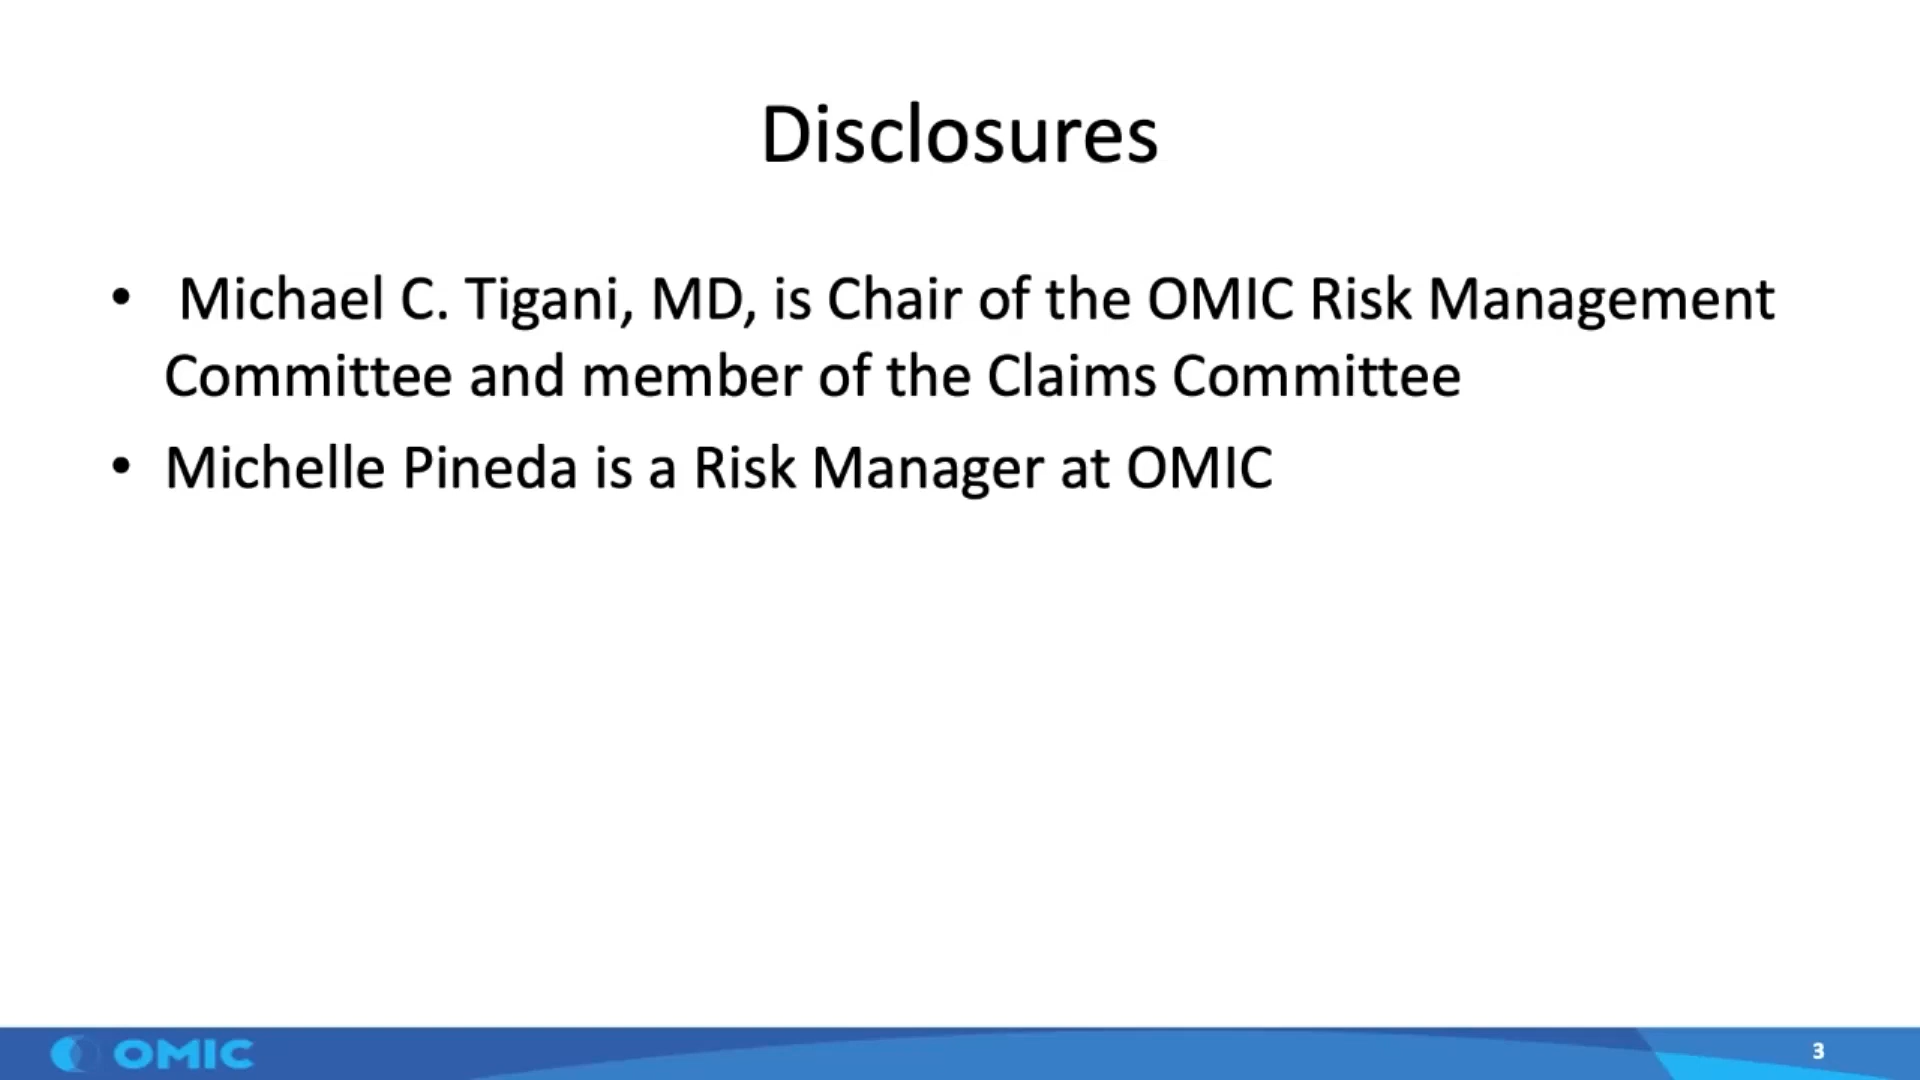 Disclosures
• Michael C. Tigani, MD, is Chair of the OMIC Risk Management
Committee and member of the Claims Committee
• Michelle Pineda is a Risk Manager at OMIC
OMIC
3